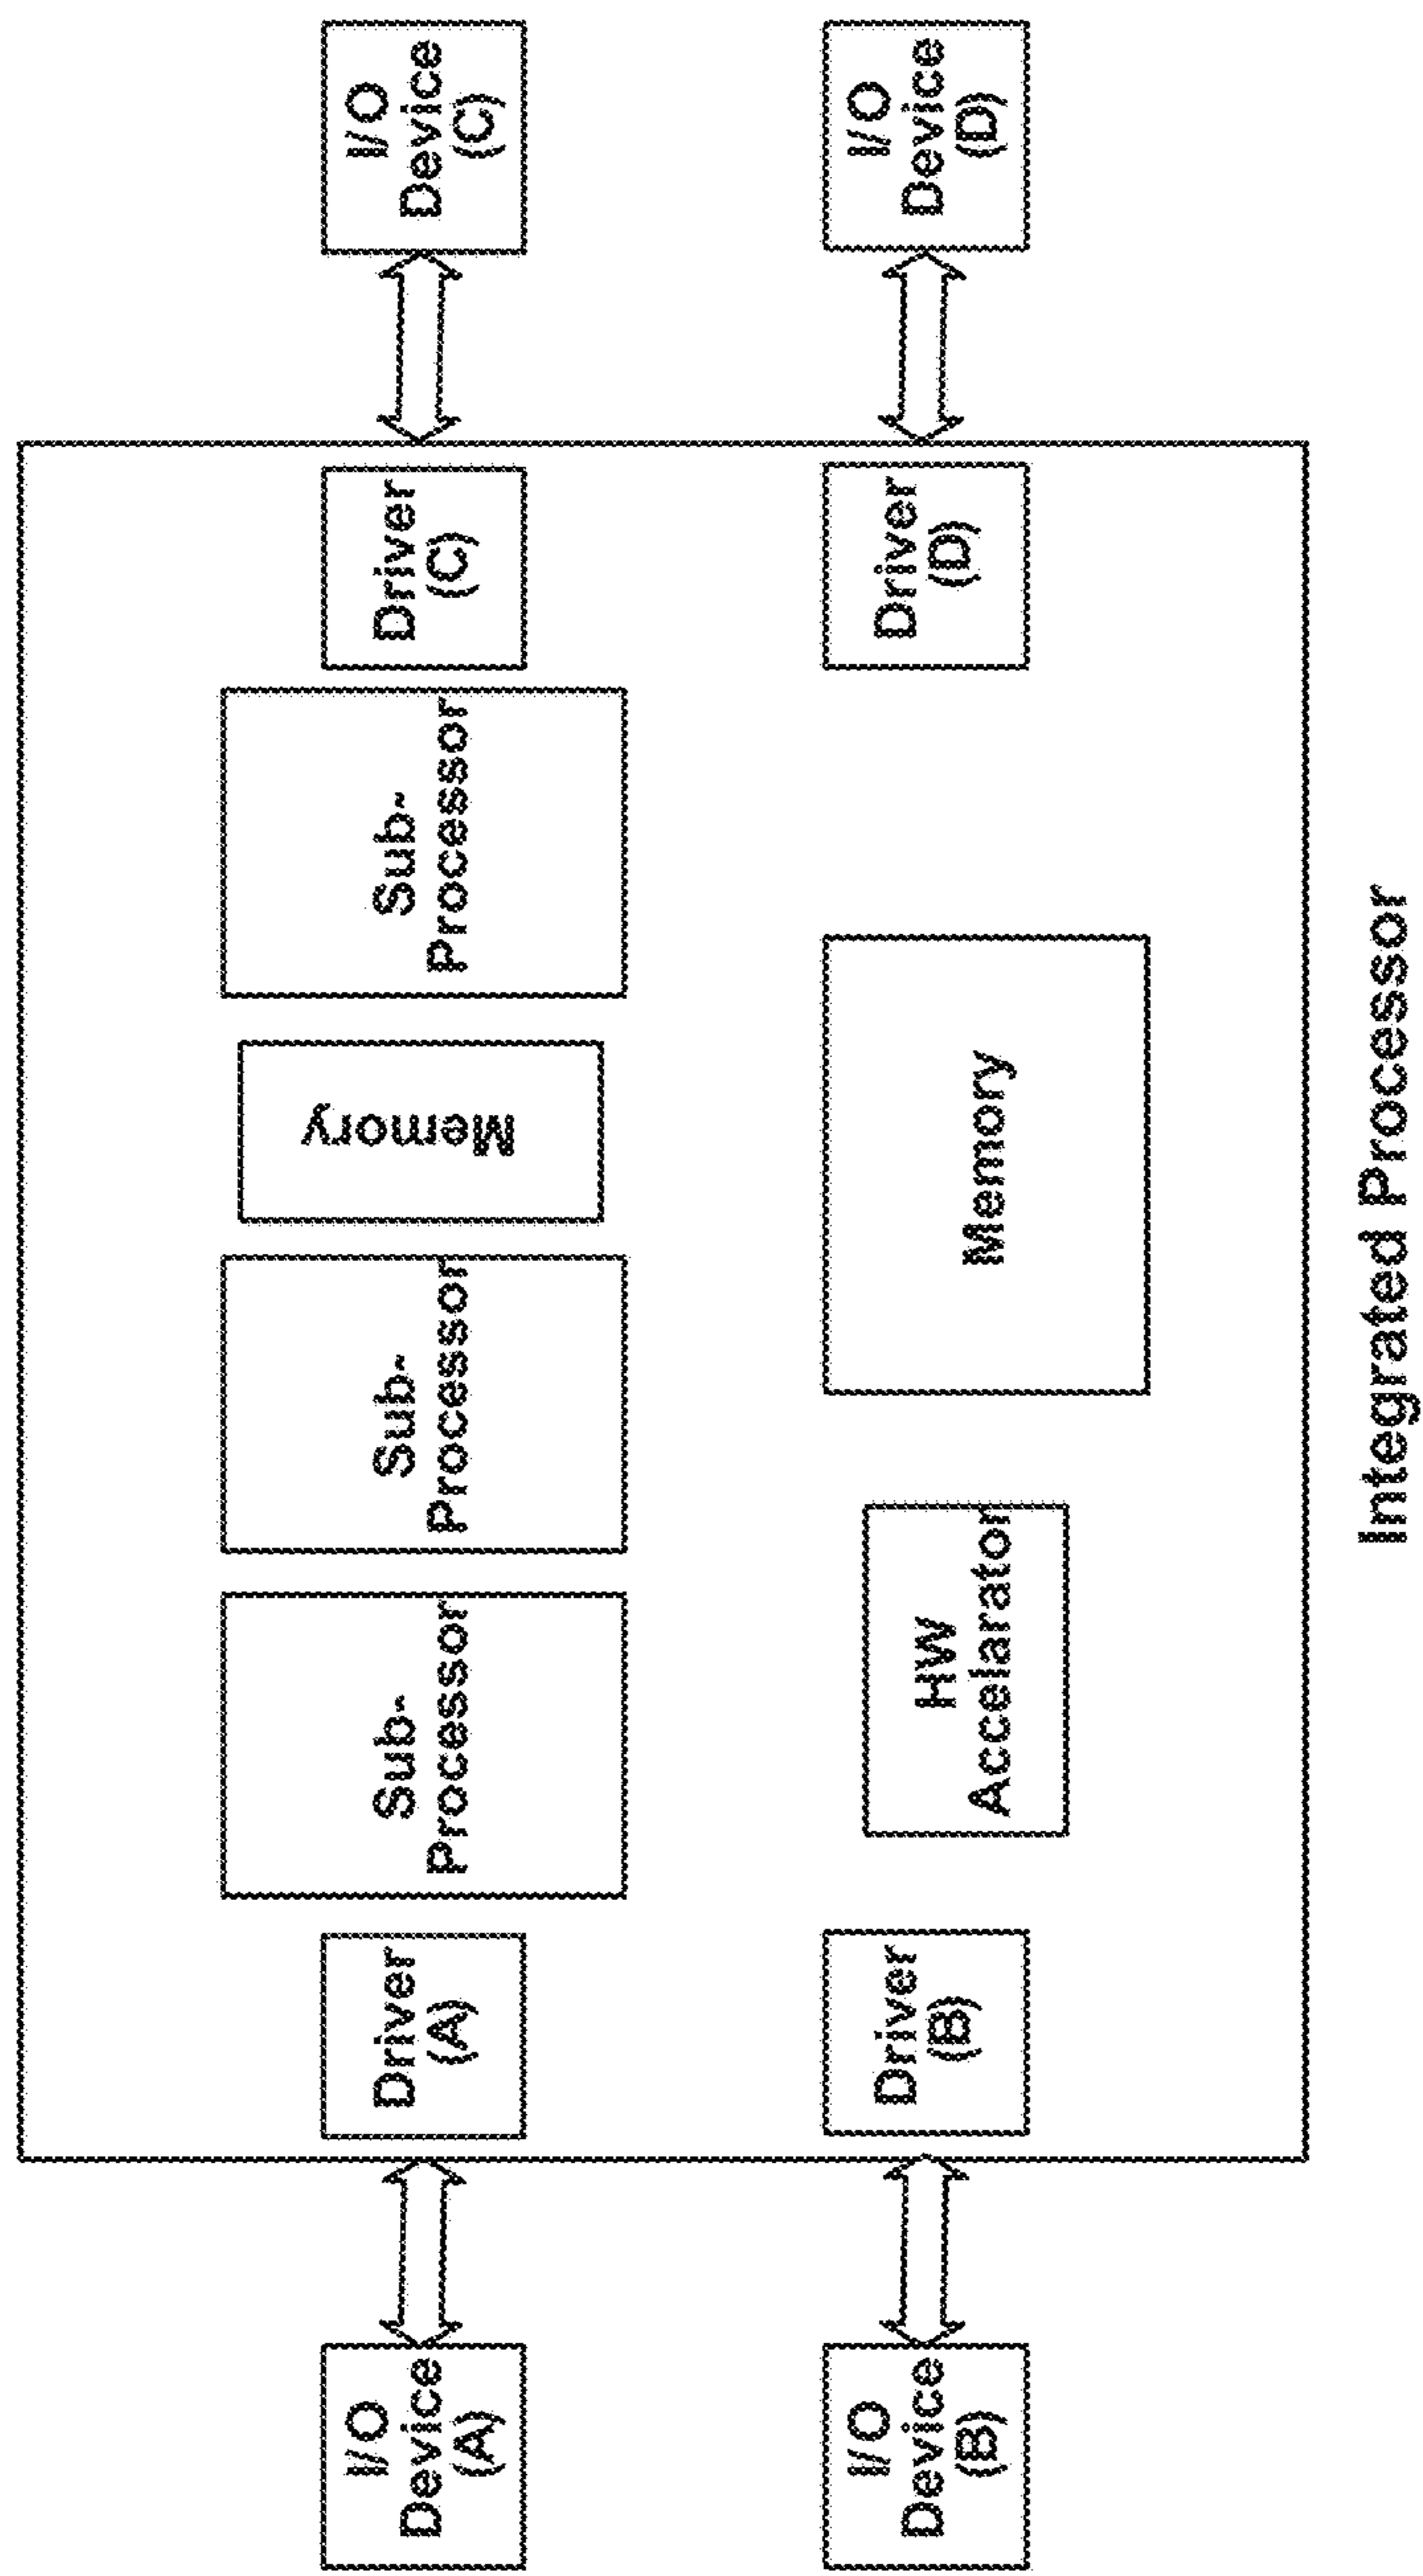 I/O
Device
(A)
Driver
(A)
Sub-
Processor
Sub-
Processor
Memory
Sub-
Processor
Driver
(C)
I/O
Device
(C)
I/O
Device
(B)
Driver
(B)
HW
Accelarator
Memory
Driver
(D)
I/O
Device
(D)
Integrated Processor